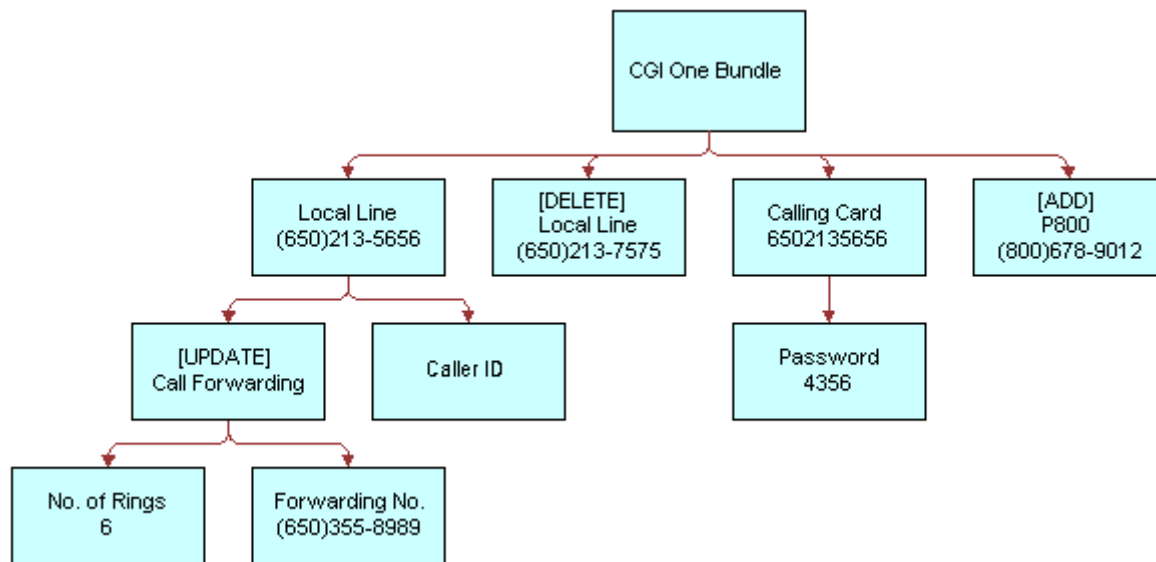 CGI One Bundle
Local Line
(650)213-5656
[DELETE]
Local Line
(650)213-7575
Calling Card
6502135656
[ADD]
P800
(800)678-9012
[UPDATE]
Call Forwarding
Caller ID
Password
4356
No. of Rings
6
Forwarding No.
(650)355-8989